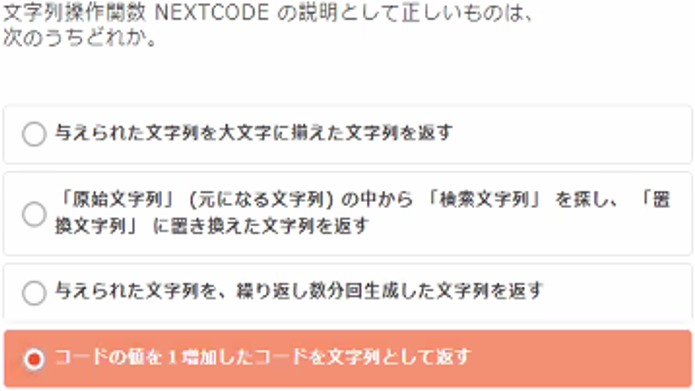 文字列操作関数 NEXTCODE の説明として正しいものは、
次のうちどれか。
与えられた文字列を大文字に揃えた文字列を返す
「原始文字列」 (元になる文字列) の中から 「検索文字列」 を探し、 「置
換文字列」 に置き換えた文字列を返す
与えられた文字列を、繰り返し数分回生成した文字列を返す
コードの値を１増加したコードを文字列として返す